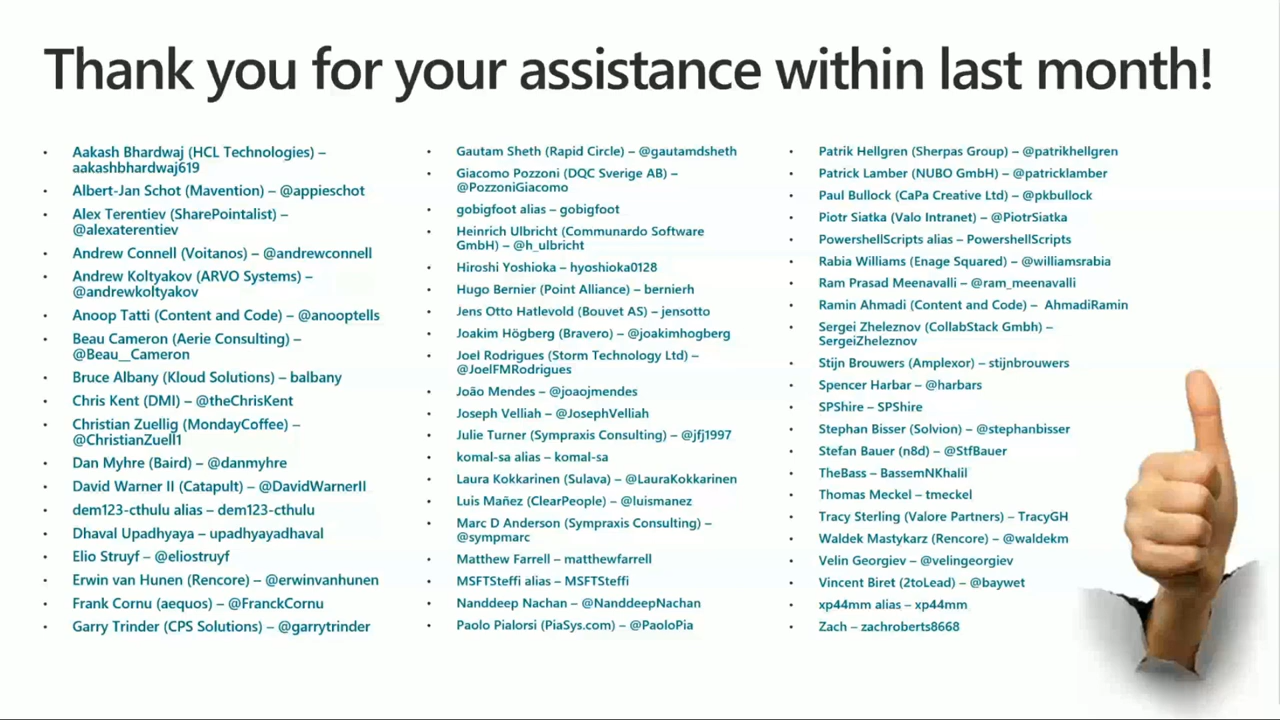 Thank you for your assistance within last month!
• Aakash Bhardwaj (HCL Technologies) –
aakashbhardwaj619
• Albert-Jan Schot (Mavention) – @appieschot
• Alex Terentiev (SharePointalist) –
@alexaterentiev
• Andrew Connell (Voitanos) – @andrewconnell
• Andrew Koltyakov (ARVO Systems) –
@andrewkoltyakov
• Anoop Tatti (Content and Code) – @anooptells
• Beau Cameron (Aerie Consulting) –
@Beau__Cameron
• Bruce Albany (Kloud Solutions) – balbany
• Chris Kent (DMI) – @theChrisKent
• Christian Zuellig (MondayCoffee) –
@ChristianZuell1
• Dan Myhre (Baird) – @danmyhre
• David Warner II (Catapult) – @DavidWarnerII
• dem123-cthulu alias – dem123-cthulu
• Dhaval Upadhyaya – upadhyayadhaval
• Elio Struyf – @eliostruyf
• Erwin van Hunen (Rencore) – @erwinvanhunen
• Frank Cornu (aequos) – @FranckCornu
• Garry Trinder (CPS Solutions) – @garrytrinder
• Gautam Sheth (Rapid Circle) – @gautamdsheth
• Giacomo Pozzoni (DQC Sverige AB) –
@PozzoniGiacomo
• gobigfoot alias – gobigfoot
• Heinrich Ulbricht (Communardo Software
GmbH) – @h_ulbricht
• Hiroshi Yoshioka – hyoshioka0128
• Hugo Bernier (Point Alliance) – bernierh
• Jens Otto Hatlevold (Bouvet AS) – jensotto
• Joakim Högberg (Bravero) – @joakimhogberg
• Joel Rodrigues (Storm Technology Ltd) –
@JoelFMRodrigues
• João Mendes – @joaojmendes
• Joseph Velliah – @JosephVelliah
• Julie Turner (Sympraxis Consulting) – @jfj1997
• komal-sa alias – komal-sa
• Laura Kokkarinen (Sulava) – @LauraKokkarinen
• Luis Mañez (ClearPeople) – @luismanez
• Marc D Anderson (Sympraxis Consulting) –
@sympmarc
• Matthew Farrell – matthewfarrell
• MSFTSteffi alias – MSFTSteffi
• Nanddeep Nachan – @NanddeepNachan
• Paolo Pialorsi (PiaSys.com) – @PaoloPia
• Patrik Hellgren (Sherpas Group) – @patrikhellgren
• Patrick Lamber (NUBO GmbH) – @patricklamber
• Paul Bullock (CaPa Creative Ltd) – @pkbullock
• Piotr Siatka (Valo Intranet) – @PiotrSiatka
• PowershellScripts alias – PowershellScripts
• Rabia Williams (Enage Squared) – @williamsrabia
• Ram Prasad Meenavalli – @ram_meenavalli
• Ramin Ahmadi (Content and Code) – AhmadiRamin
• Sergei Zheleznov (CollabStack Gmbh) –
SergeiZheleznov
• Stijn Brouwers (Amplexor) – stijnbrouwers
• Spencer Harbar – @harbars
• SPShire – SPShire
• Stephan Bisser (Solvion) – @stephanbisser
• Stefan Bauer (n8d) – @StfBauer
• TheBass – BassemNKhalil
• Thomas Meckel – tmeckel
• Tracy Sterling (Valore Partners) – TracyGH
• Waldek Mastykarz (Rencore) – @waldekm
• Velin Georgiev – @velingeorgiev
• Vincent Biret (2toLead) – @baywet
• xp44mm alias – xp44mm
• Zach – zachroberts8668